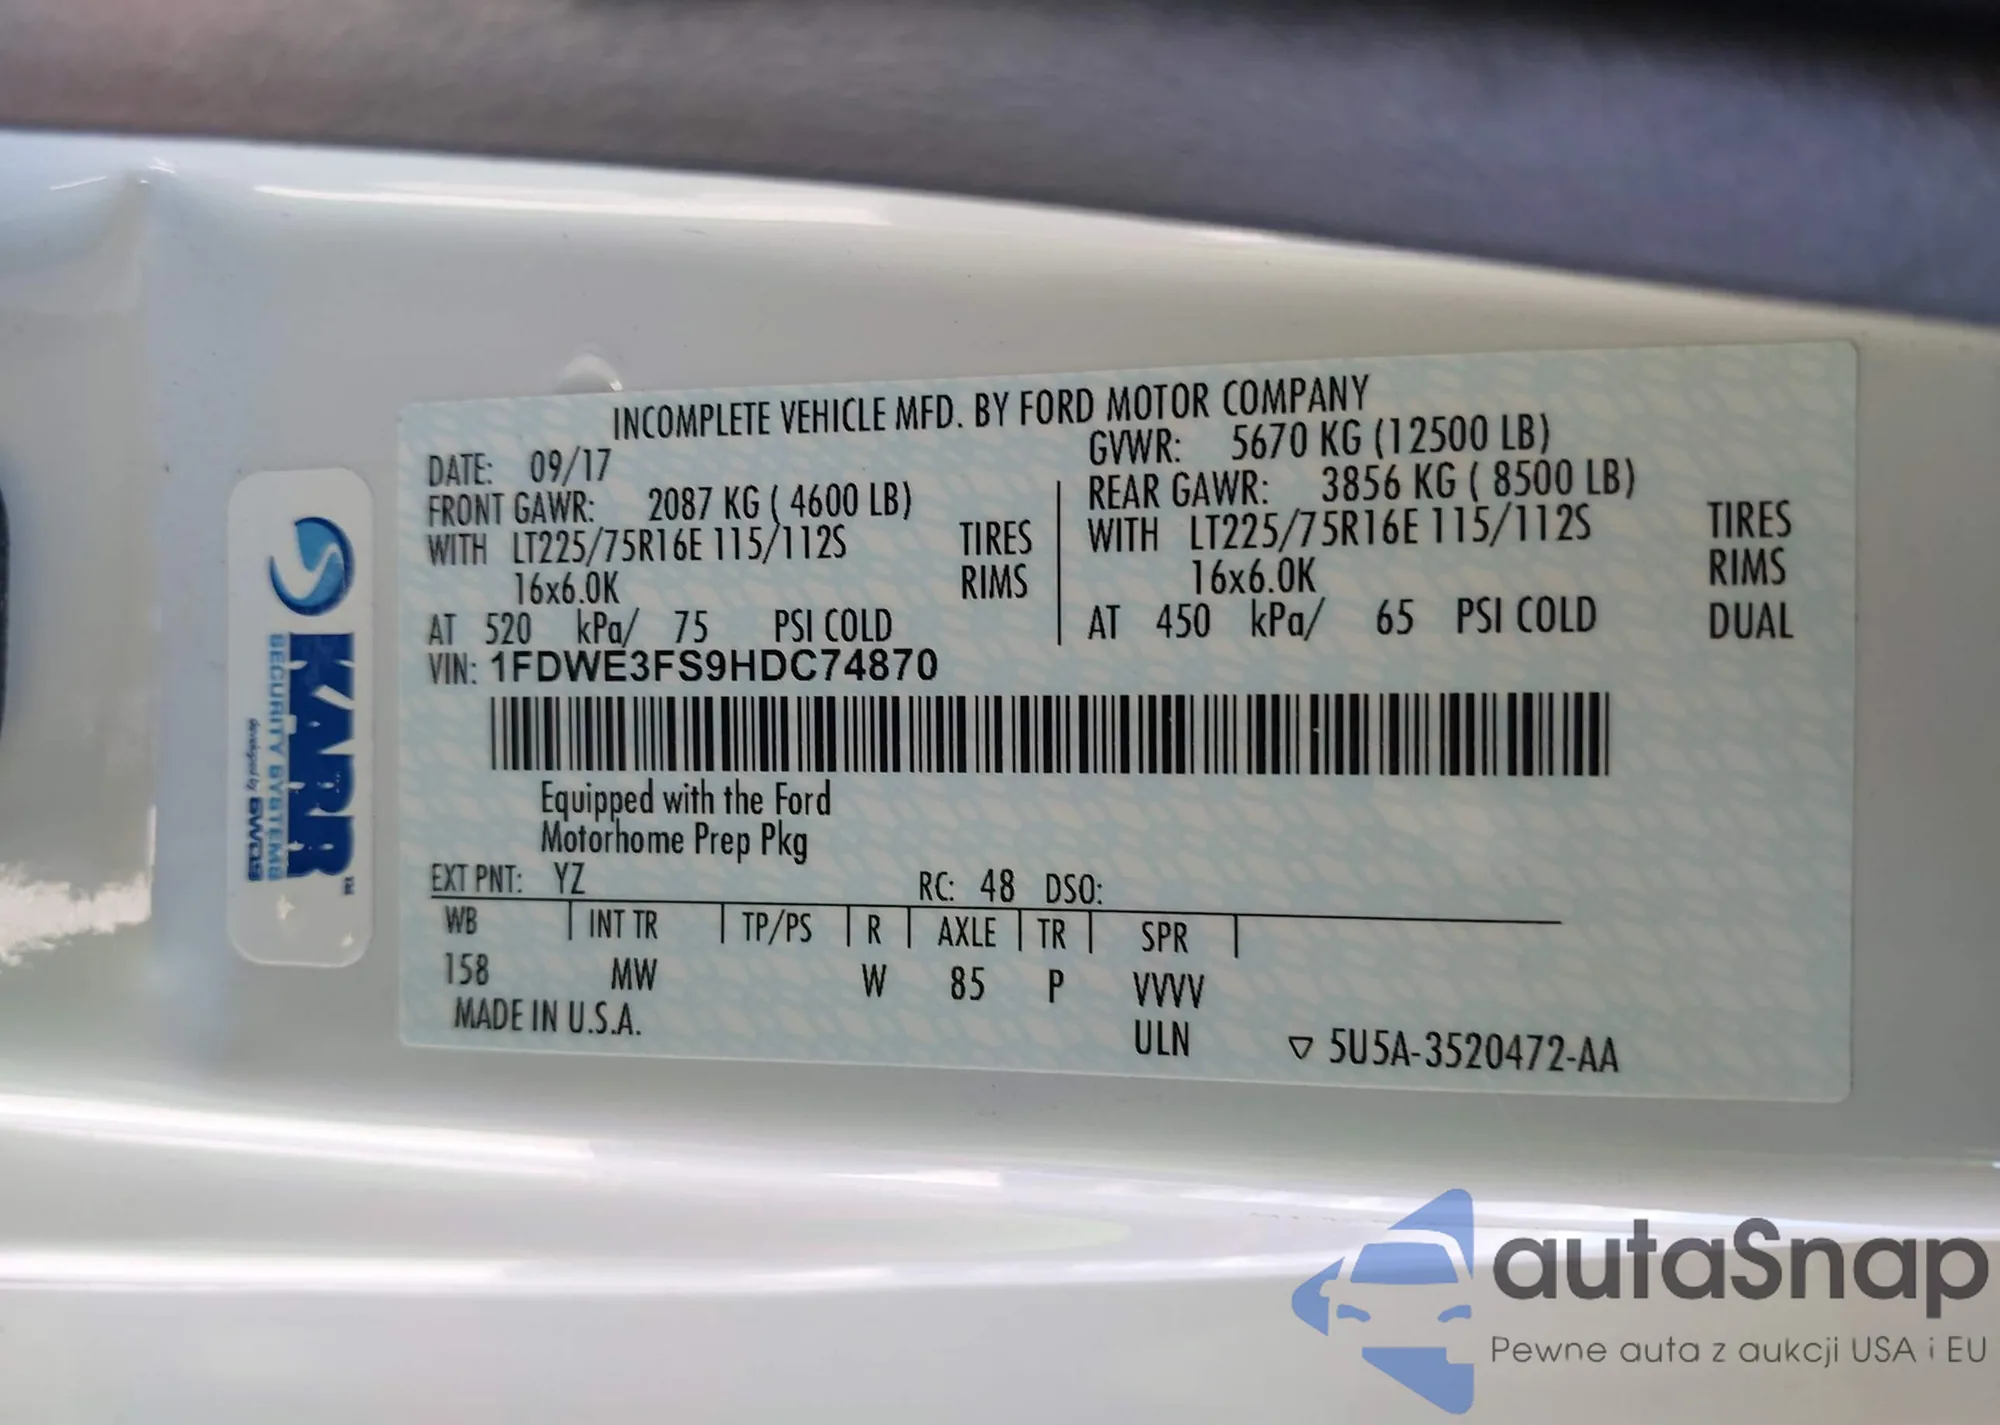 INCOMPLETE VEHICLE MFD. BY FORD MOTOR COMPANY
DATE: 09/17
GVWR: 5670 KG (12500 LB)
FRONT GAWR: 2087 KG ( 4600 LB)
REAR GAWR: 3856 KG ( 8500 LB)
WITH LT225/75R16E 115/112S TIRES
WITH LT225/75R16E 115/112S TIRES
16x6.0K RIMS
16x6.0K RIMS
AT 520 kPa/ 75 PSI COLD
AT 450 kPa/ 65 PSI COLD DUAL
VIN: 1FDWE3FS9HDC74870
Equipped with the Ford
Motorhome Prep Pkg
EXT PNT: YZ RC: 48 DSO:
WB INT TR TP/PS R AXLE TR SPR
158 MW W 85 P VVVV
MADE IN U.S.A. ULN ▽ 5U5A-3520472-AA
KARR™
SECURITY SYSTEMS
developed by SWDS
autaSnap
Pewne auta z aukcji USA i EU